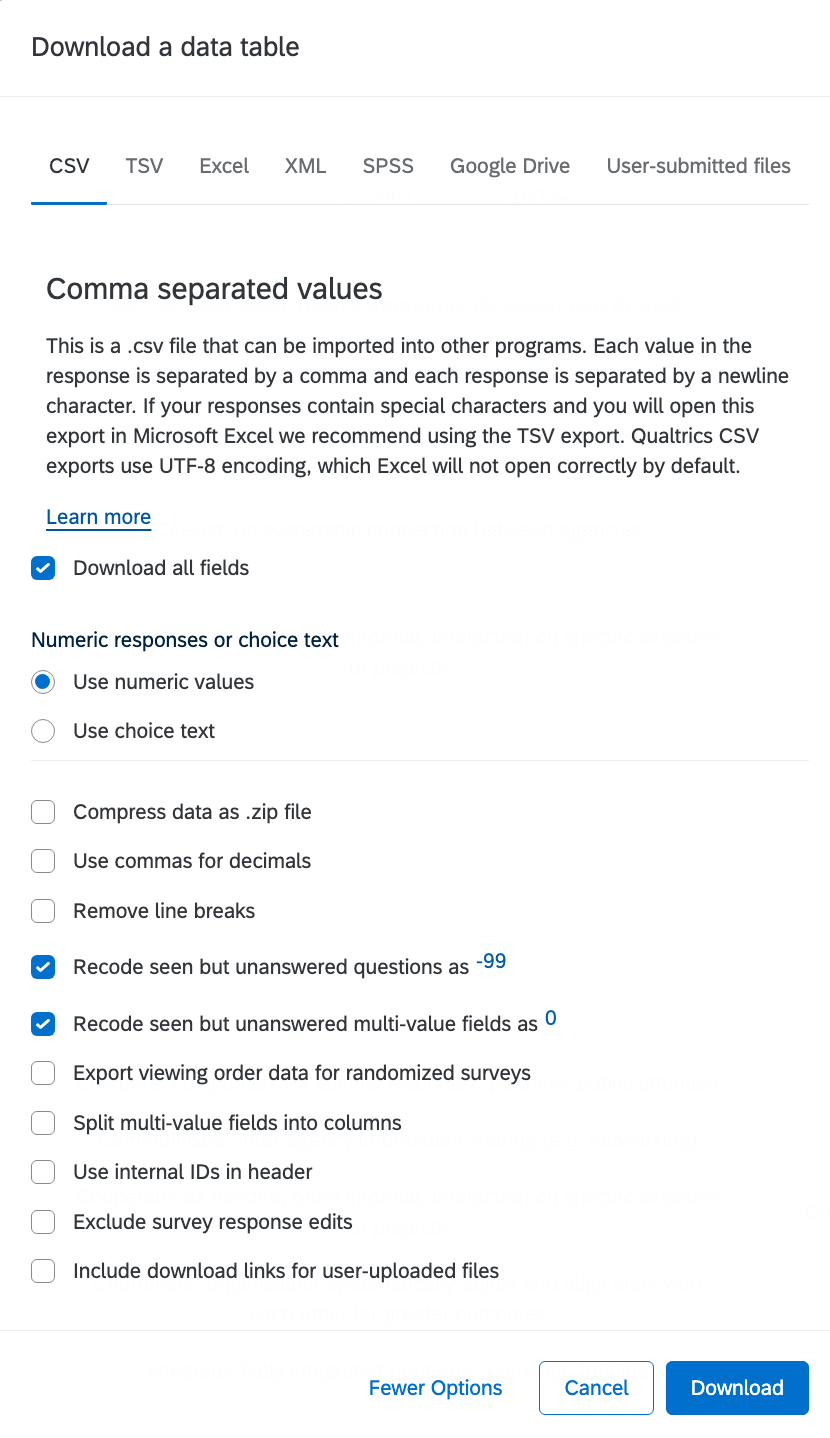 Download a data table
CSV TSV Excel XML SPSS Google Drive User-submitted files
Comma separated values
This is a .csv file that can be imported into other programs. Each value in the
response is separated by a comma and each response is separated by a newline
character. If your responses contain special characters and you will open this
export in Microsoft Excel we recommend using the TSV export. Qualtrics CSV
exports use UTF-8 encoding, which Excel will not open correctly by default.
Learn more
Download all fields
Numeric responses or choice text
Use numeric values
Use choice text
Compress data as .zip file
Use commas for decimals
Remove line breaks
Recode seen but unanswered questions as -99
Recode seen but unanswered multi-value fields as 0
Export viewing order data for randomized surveys
Split multi-value fields into columns
Use internal IDs in header
Exclude survey response edits
Include download links for user-uploaded files
Fewer Options Cancel Download